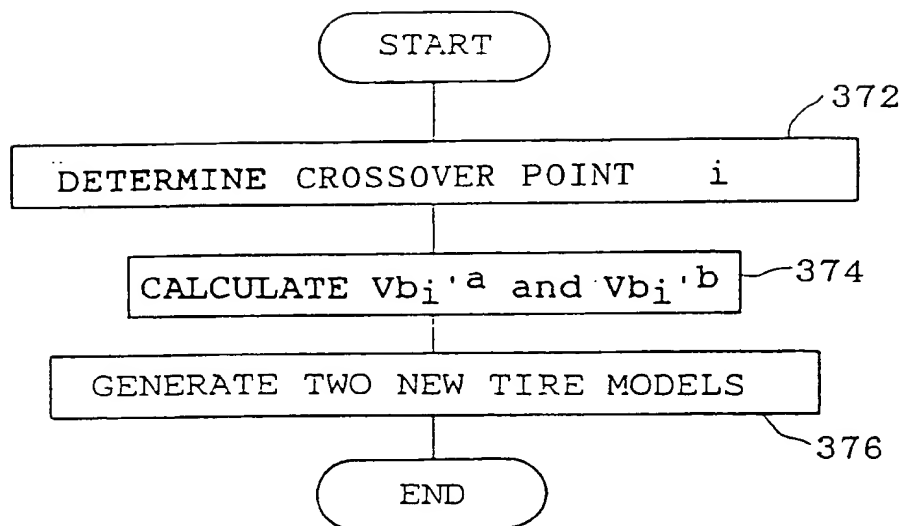 START
372
DETERMINE CROSSOVER POINT i
CALCULATE Vbi'a and Vbi'b
374
GENERATE TWO NEW TIRE MODELS
376
END